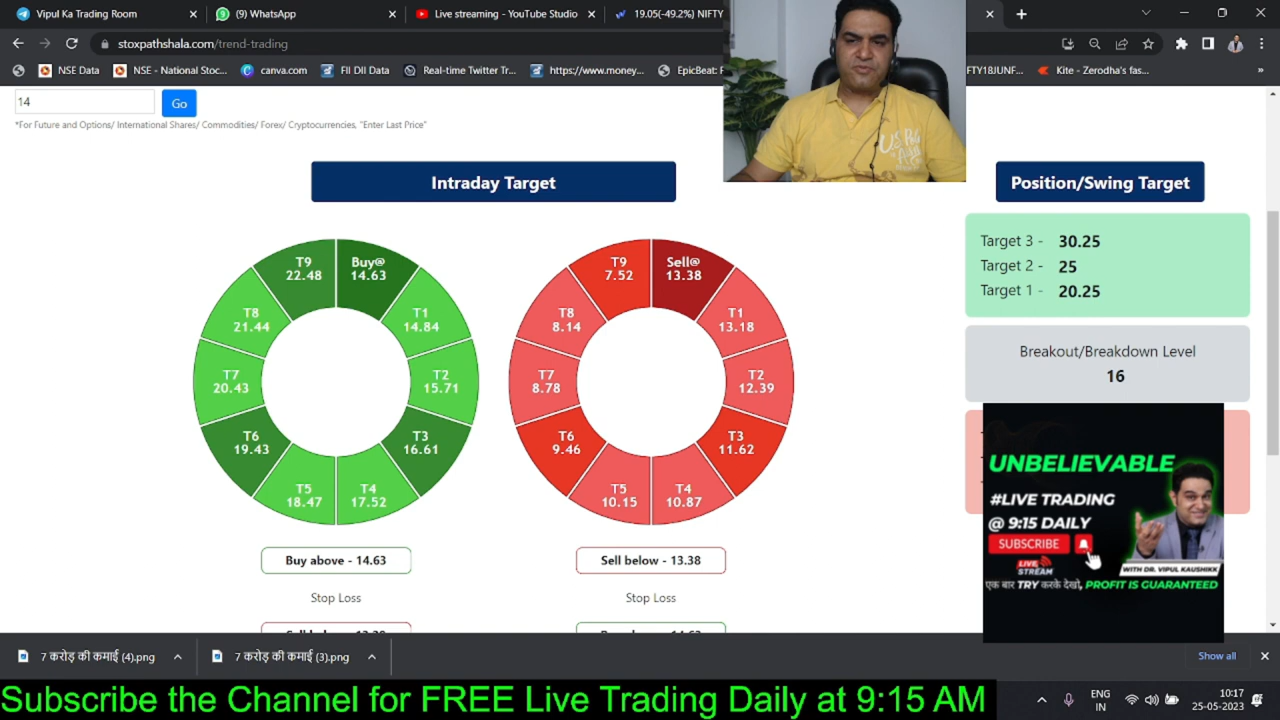 Vipul Ka Trading Room
(9) WhatsApp
Live streaming - YouTube Studio
19.05(-49.2%) NIFTY
stoxpathshala.com/trend-trading
NSE Data
NSE - National Stoc...
canva.com
FII DII Data
Real-time Twitter Tr...
https://www.money...
EpicBeat: F
FTY18JUNF...
Kite - Zerodha's fas...
»
14
Go
*For Future and Options/ International Shares/ Commodities/ Forex/ Cryptocurrencies, "Enter Last Price"
Intraday Target
Position/Swing Target
T9
22.48
Buy@
14.63
T1
14.84
T2
15.71
T3
16.61
T4
17.52
T5
18.47
T6
19.43
T7
20.43
T8
21.44
T9
7.52
Sell@
13.38
T1
13.18
T2
12.39
T3
11.62
T4
10.87
T5
10.15
T6
9.46
T7
8.78
T8
8.14
Target 3 - 30.25
Target 2 - 25
Target 1 - 20.25
Breakout/Breakdown Level
16
Buy above - 14.63
Sell below - 13.38
Stop Loss
Stop Loss
UNBELIEVABLE
#LIVE TRADING
@ 9:15 DAILY
SUBSCRIBE
LIVE
STREAM
WITH DR. VIPUL KAUSHIKK
एक बार TRY करके देखो, PROFIT IS GUARANTEED
7 करोड़ की कमाई (4).png
7 करोड़ की कमाई (3).png
Show all
Subscribe the Channel for FREE Live Trading Daily at 9:15 AM
ENG
IN
10:17
25-05-2023